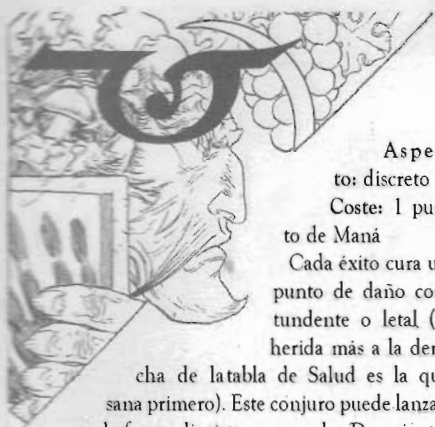 Aspe
to: discreto
Coste: 1 pu
to de Maná
Cada éxito cura u
punto de daño co
tundente o letal (
herida más a la der
cha de latabla de Salud es la qu
sana primero). Este conjuro puede lanza